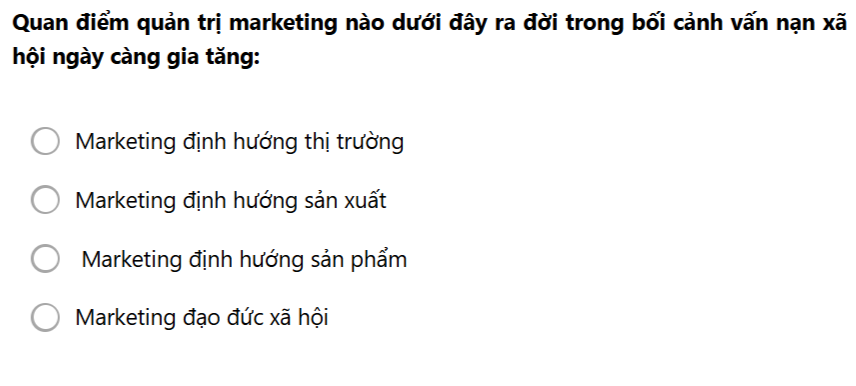 Quan điểm quản trị marketing nào dưới đây ra đời trong bối cảnh vấn nạn xã
hội ngày càng gia tăng:
Marketing định hướng thị trường
Marketing định hướng sản xuất
Marketing định hướng sản phẩm
Marketing đạo đức xã hội